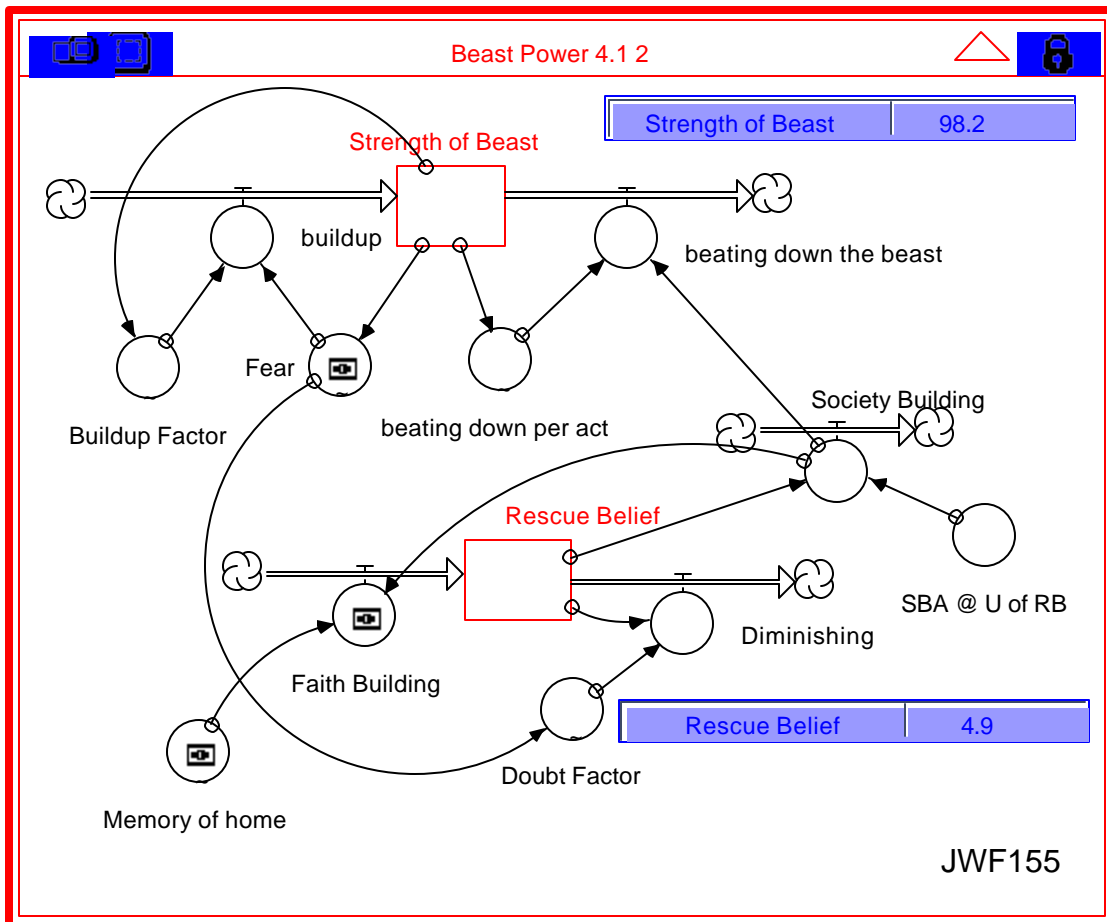 Beast Power 4.1 2
Strength of Beast 98.2
Strength of Beast
buildup
beating down the beast
Fear
Buildup Factor
beating down per act
Society Building
Rescue Belief
SBA @ U of RB
Diminishing
Faith Building
Rescue Belief 4.9
Doubt Factor
Memory of home
JWF155